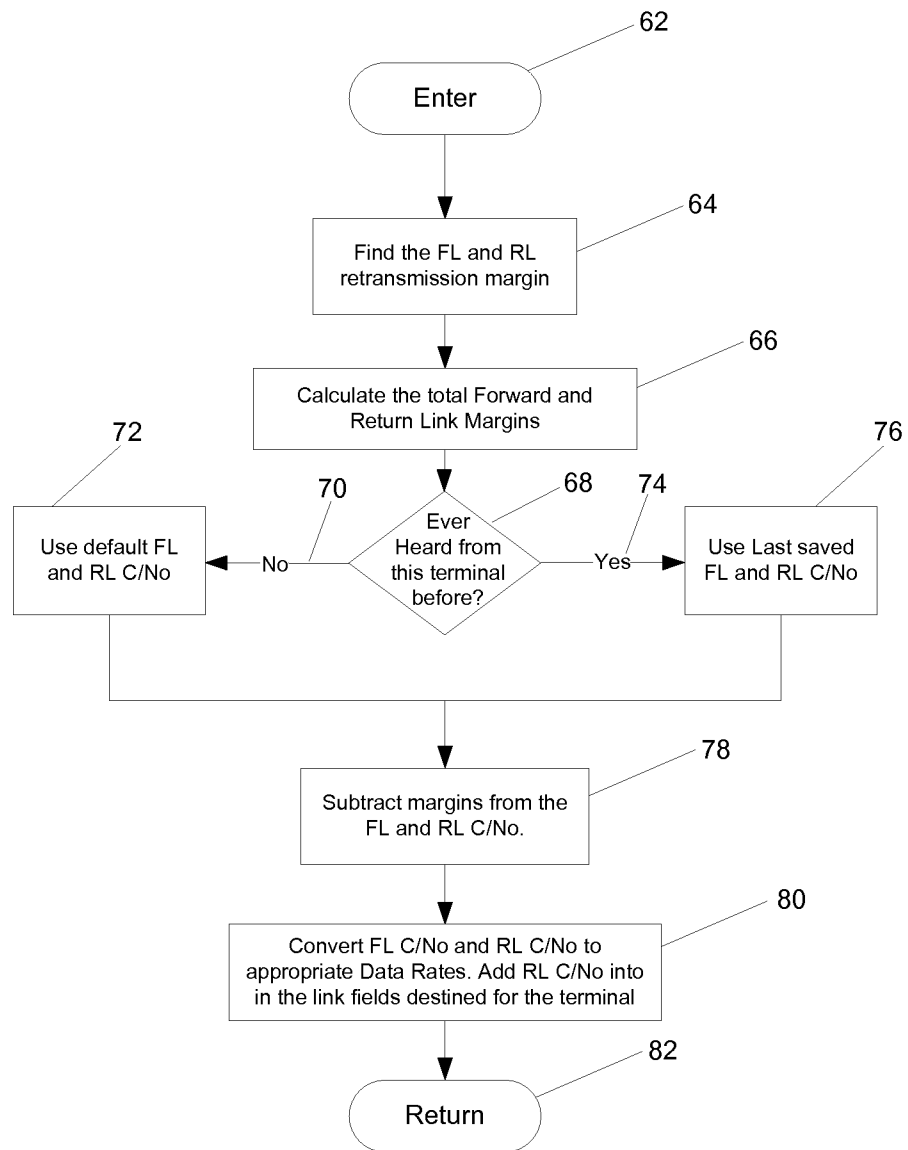 62
Enter
64
Find the FL and RL
retransmission margin
66
Calculate the total Forward and
Return Link Margins
72
70
68
74
76
Ever
Heard from
this terminal
before?
No
Yes
Use default FL
and RL C/No
Use Last saved
FL and RL C/No
78
Subtract margins from the
FL and RL C/No.
80
Convert FL C/No and RL C/No to
appropriate Data Rates. Add RL C/No into
in the link fields destined for the terminal
82
Return